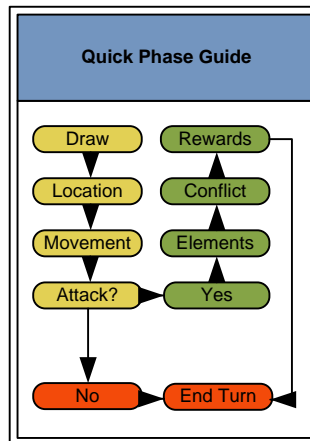 Quick Phase Guide
Draw
Rewards
Location
Conflict
Movement
Elements
Attack?
Yes
No
End Turn